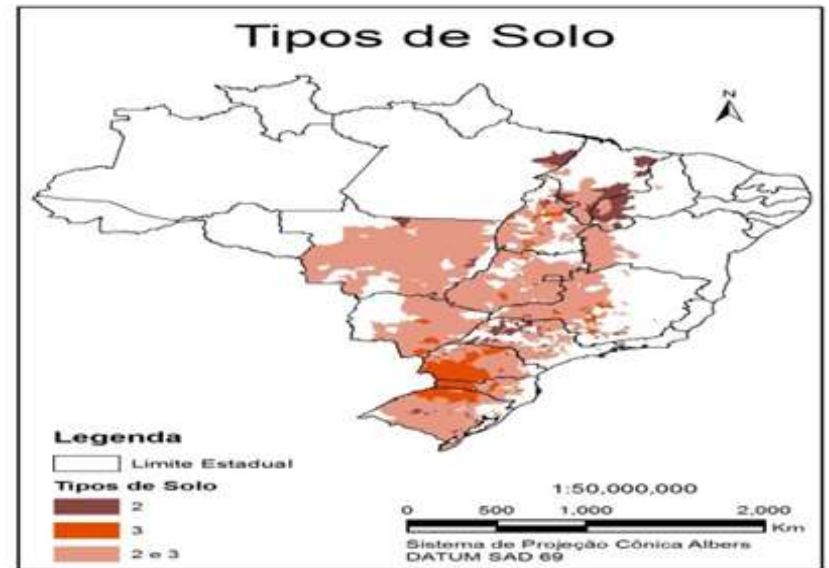 Tipos de Solo
N
Legenda
Limite Estadual
Tipos de Solo
2
3
2 e 3
1:50,000,000
0 500 1,000 2,000
Km
Sistema de Projeção Cônica Albers
DATUM SAD 69